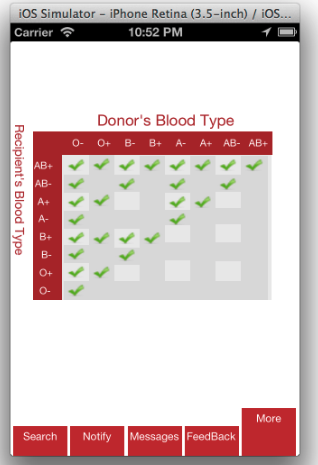 iOS Simulator - iPhone Retina (3.5-inch) / iOS...
Carrier 10:52 PM
Donor's Blood Type
Recipient's Blood Type
O- O+ B- B+ A- A+ AB- AB+
AB+
AB-
A+
A-
B+
B-
O+
O-
More
Search Notify Messages FeedBack